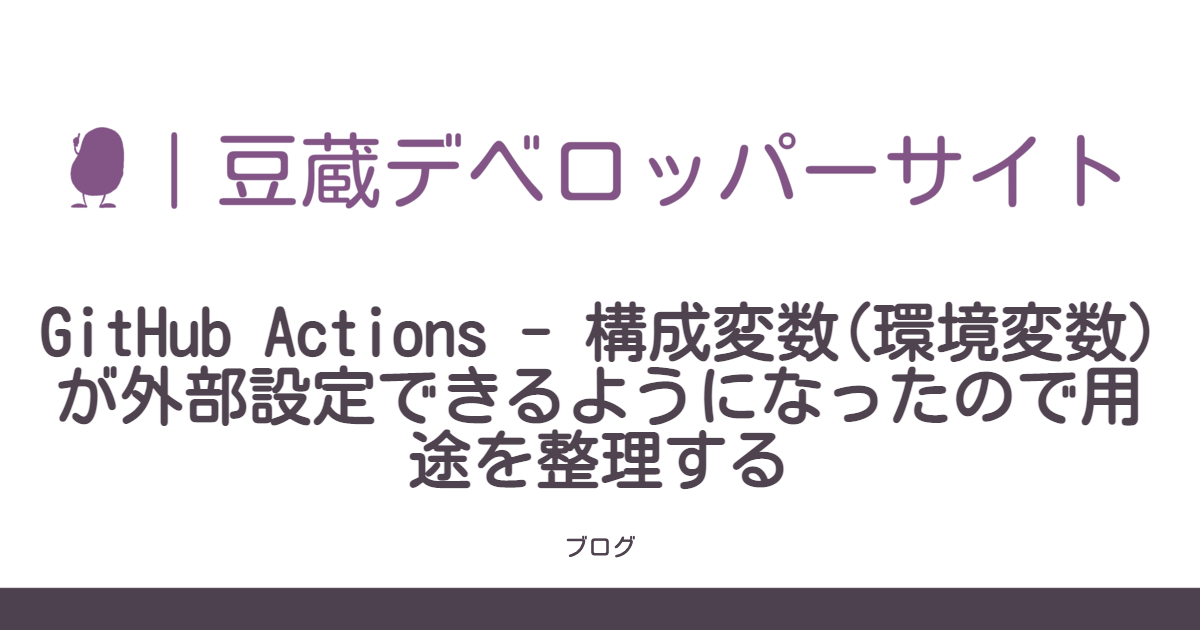 |豆蔵デベロッパーサイト
GitHub Actions - 構成変数(環境変数)
が外部設定できるようになったので用
途を整理する
ブログ